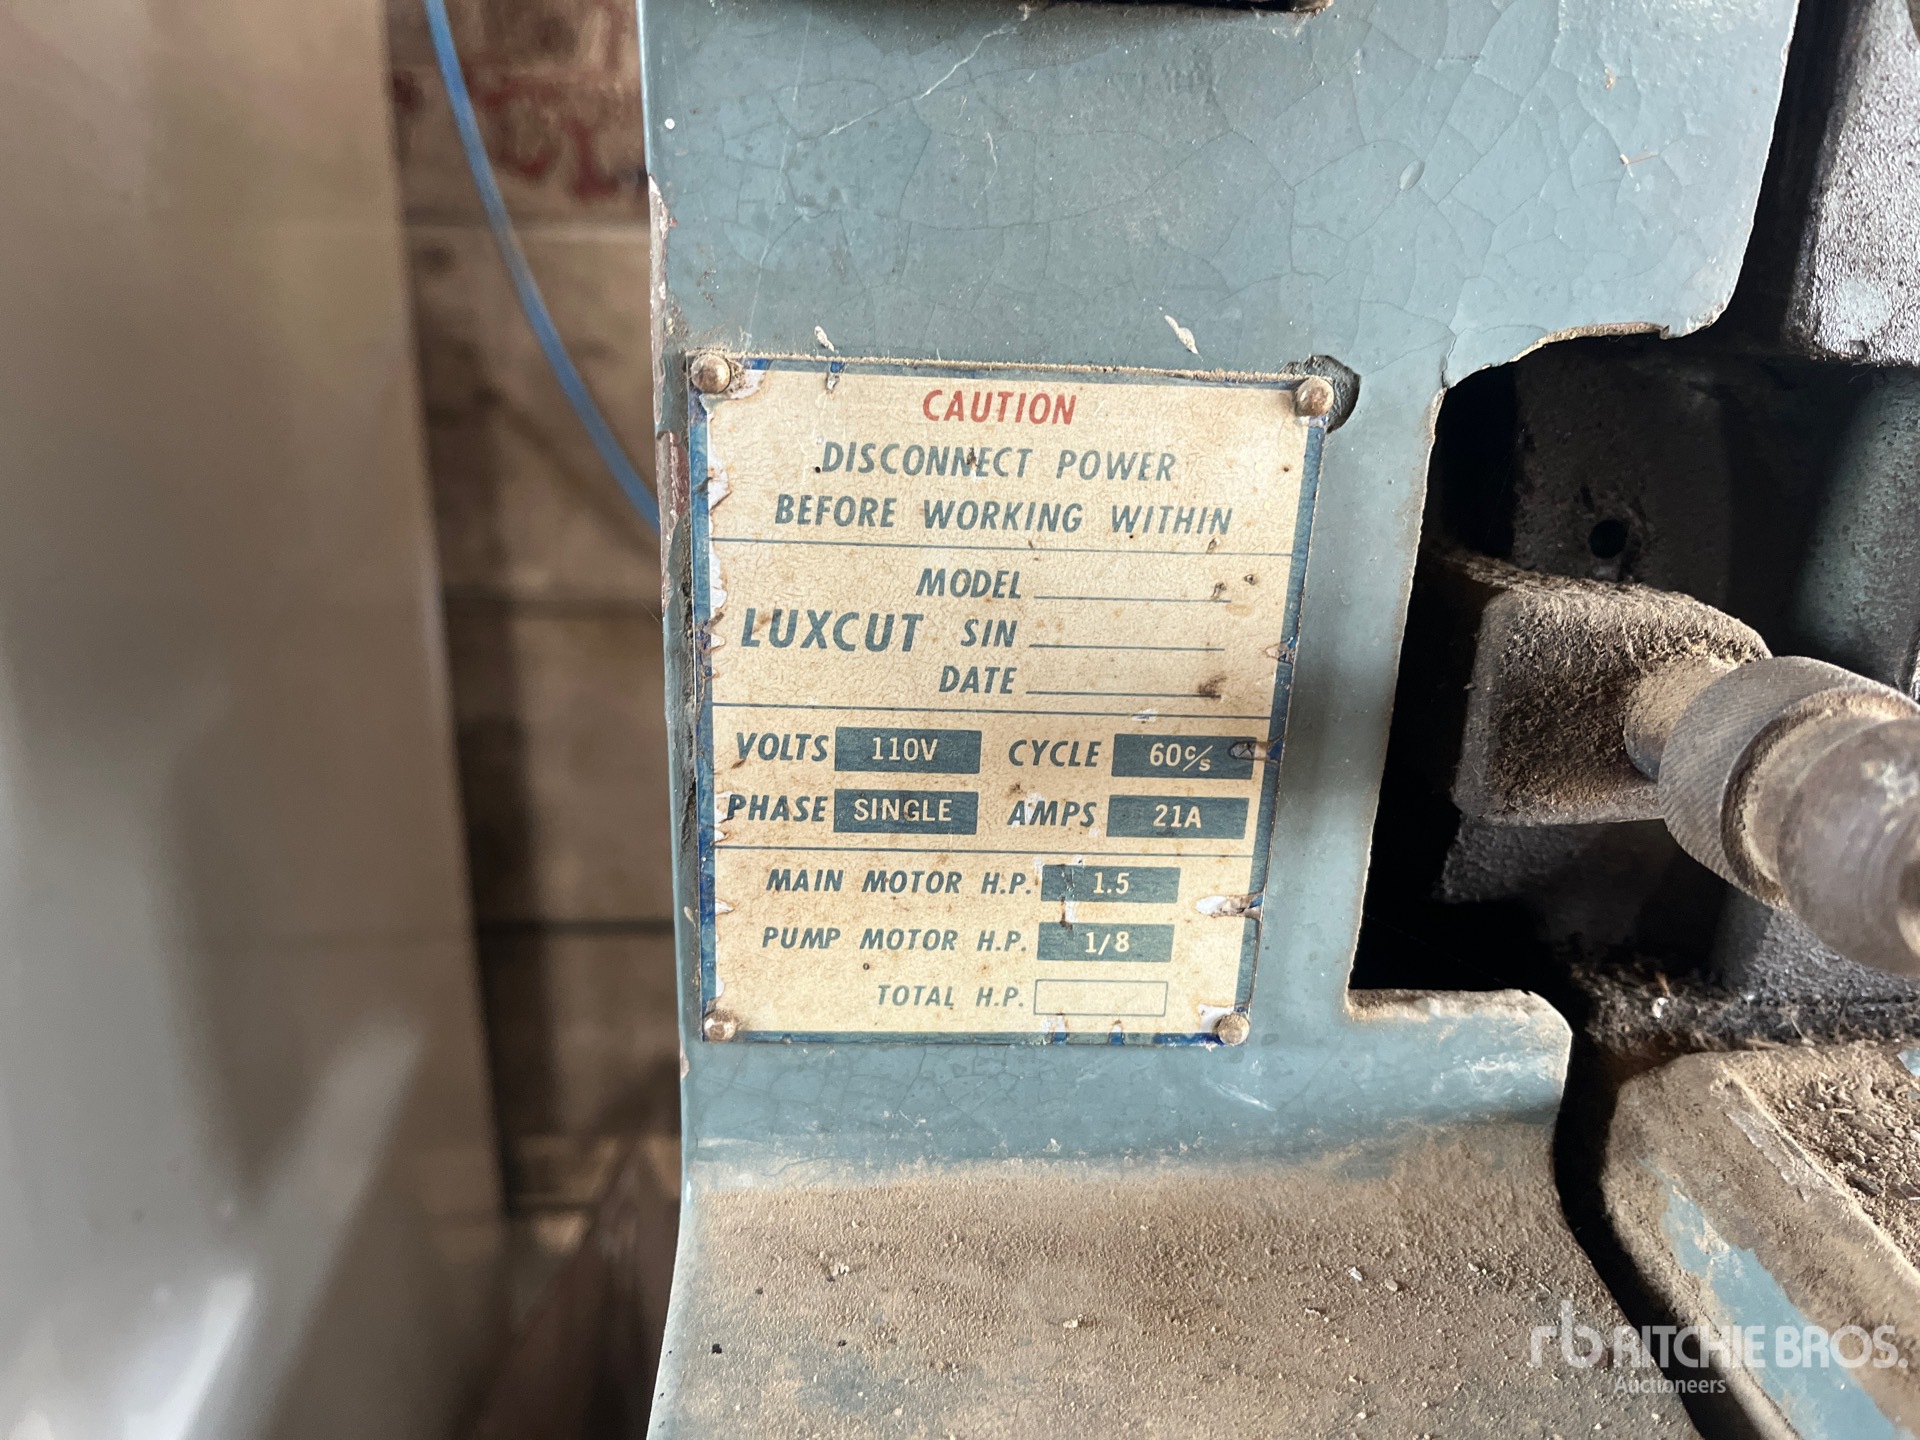 CAUTION
DISCONNECT POWER
BEFORE WORKING WITHIN
MODEL
LUXCUT SIN
DATE
VOLTS 110V CYCLE 60c/s
PHASE SINGLE AMPS 21A
MAIN MOTOR H.P. 1.5
PUMP MOTOR H.P. 1/8
TOTAL H.P.
rb RITCHIE BROS.
Auctioneers